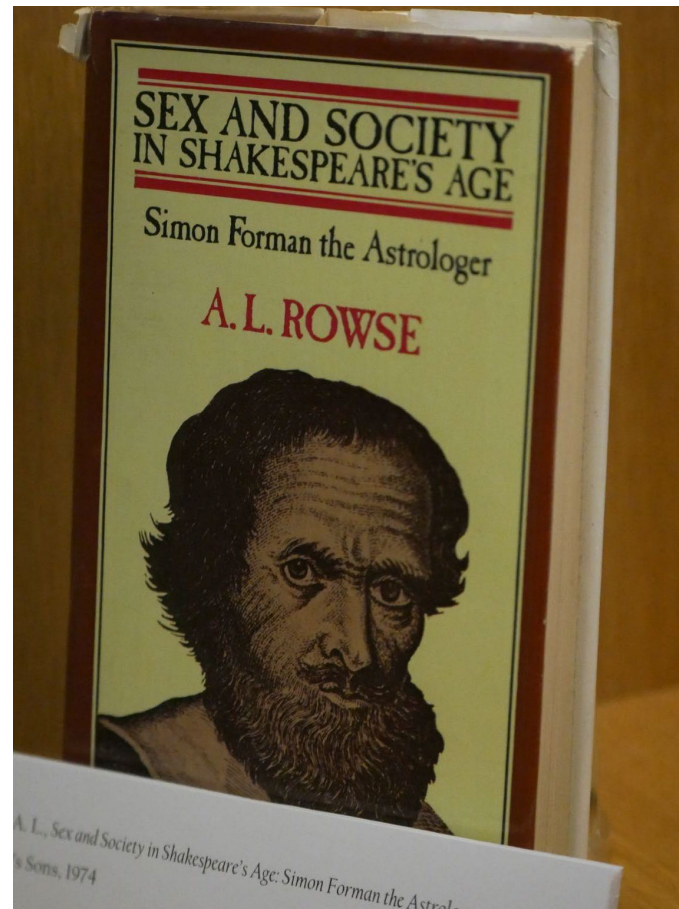 SEX AND SOCIETY
IN SHAKESPEARE'S AGE
Simon Forman the Astrologer
A. L. ROWSE
A. L., Sex and Society in Shakespeare's Age: Simon Forman the
's Sons, 1974